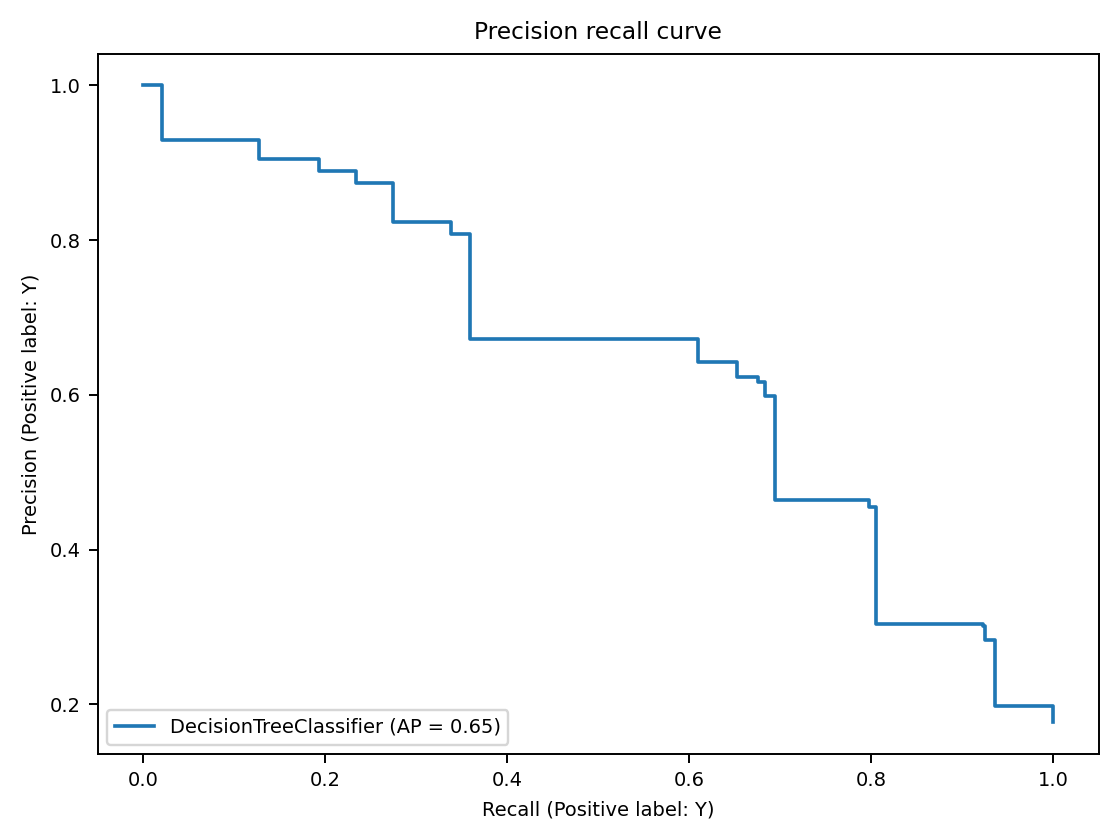 Precision recall curve
1.0
0.8
0.6
0.4
0.2
Precision (Positive label: Y)
DecisionTreeClassifier (AP = 0.65)
0.0 0.2 0.4 0.6 0.8 1.0
Recall (Positive label: Y)